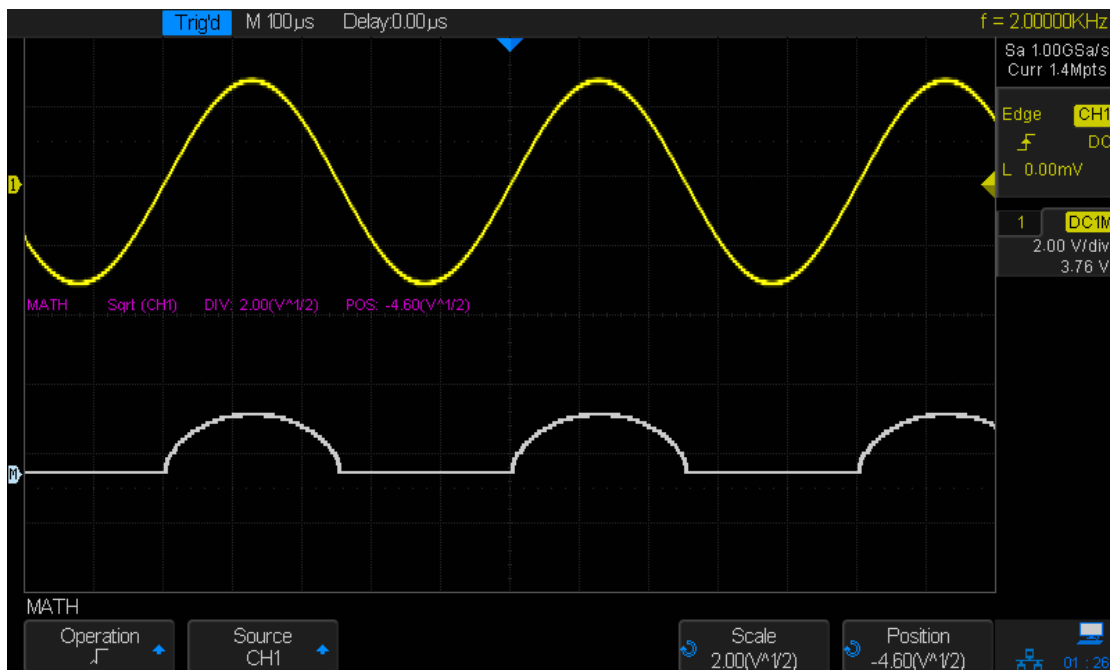 Trig'd M 100µs Delay:0.00µs f = 2.00000KHz
Sa 1.00GSa/s
Curr 1.4Mpts
Edge CH1
DC
L 0.00mV
1 DC1M
2.00 V/div
3.76 V
1
MATH Sqrt (CH1) DIV: 2.00(V^1/2) POS: -4.60(V^1/2)
M
MATH
Operation
Source
CH1
Scale
2.00(V^1/2)
Position
-4.60(V^1/2)
01 : 26